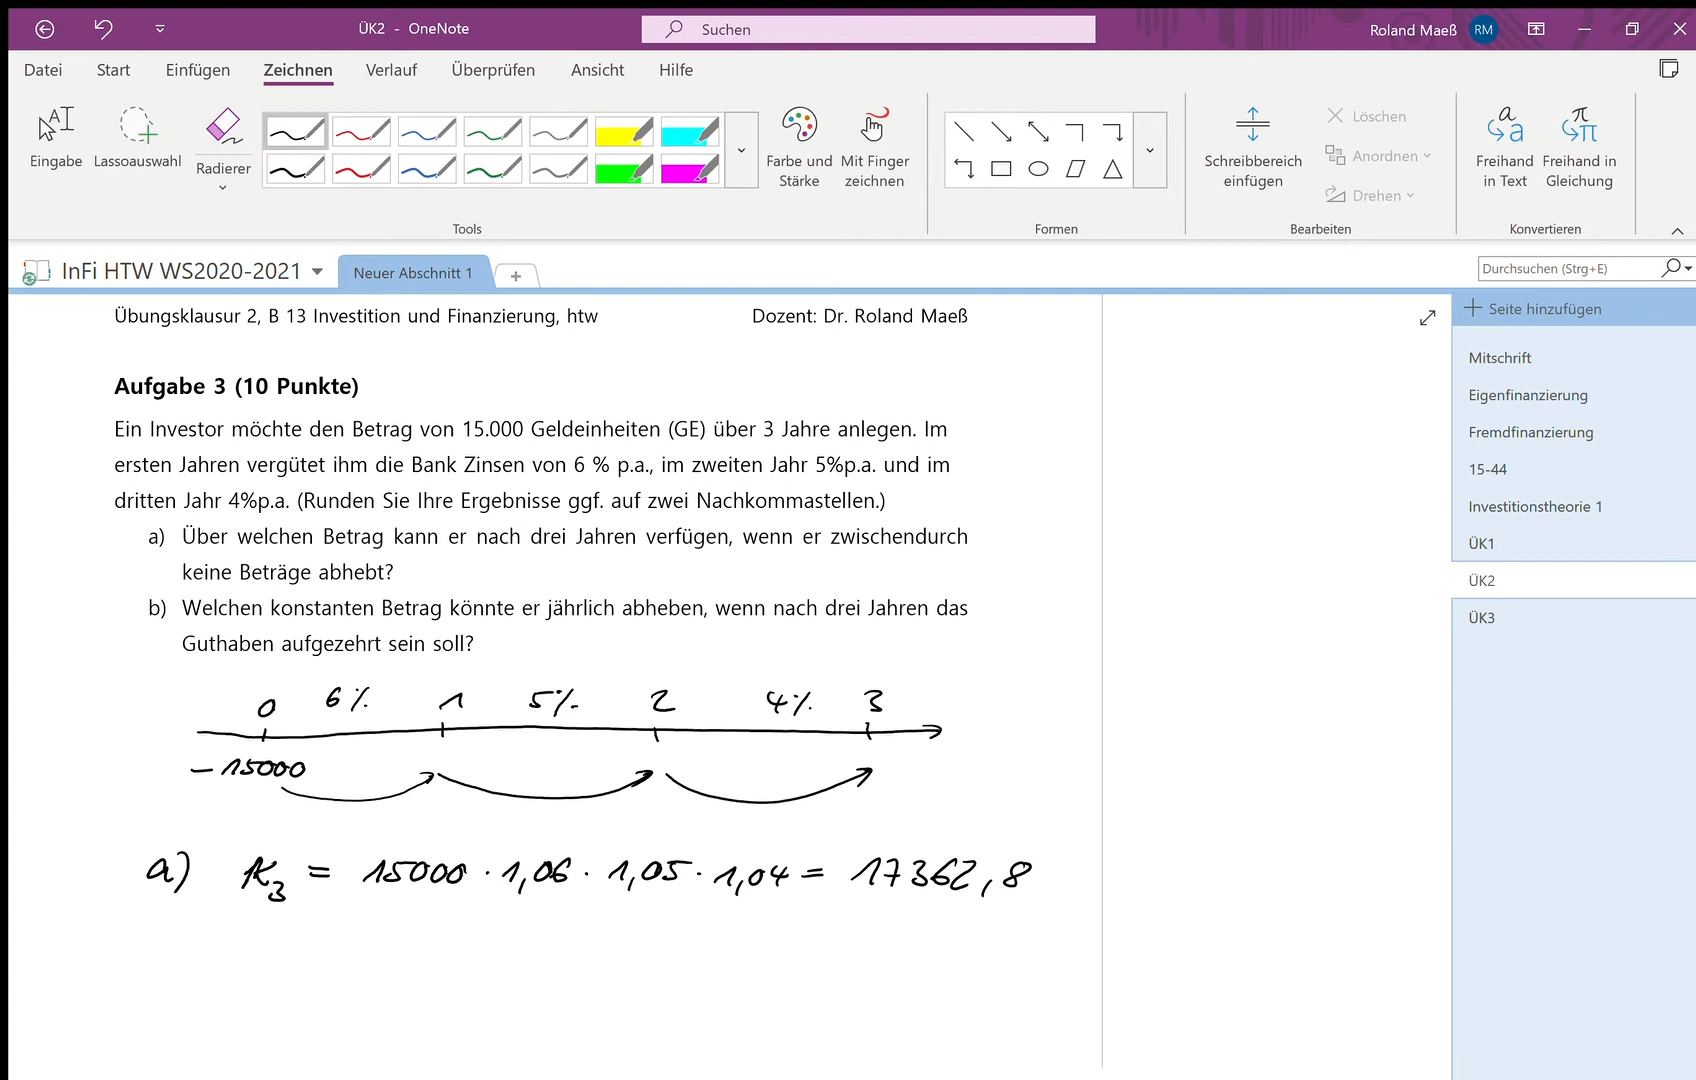 ÜK2 - OneNote
Suchen
Roland Maeß RM
Datei Start Einfügen Zeichnen Verlauf Überprüfen Ansicht Hilfe
Eingabe Lassoauswahl Radierer
Farbe und Stärke
Mit Finger zeichnen
Schreibbereich einfügen
Löschen
Anordnen
Drehen
Freihand in Text
Freihand in Gleichung
Tools Formen Bearbeiten Konvertieren
InFi HTW WS2020-2021 Neuer Abschnitt 1 +
Durchsuchen (Strg+E)
Übungsklausur 2, B 13 Investition und Finanzierung, htw Dozent: Dr. Roland Maeß
Aufgabe 3 (10 Punkte)
Ein Investor möchte den Betrag von 15.000 Geldeinheiten (GE) über 3 Jahre anlegen. Im
ersten Jahren vergütet ihm die Bank Zinsen von 6 % p.a., im zweiten Jahr 5%p.a. und im
dritten Jahr 4%p.a. (Runden Sie Ihre Ergebnisse ggf. auf zwei Nachkommastellen.)
a) Über welchen Betrag kann er nach drei Jahren verfügen, wenn er zwischendurch
keine Beträge abhebt?
b) Welchen konstanten Betrag könnte er jährlich abheben, wenn nach drei Jahren das
Guthaben aufgezehrt sein soll?
0 6% 1 5% 2 4% 3
- 15000
a) K3 = 15000 · 1,06 · 1,05 · 1,04 = 17362,8
Seite hinzufügen
Mitschrift
Eigenfinanzierung
Fremdfinanzierung
15-44
Investitionstheorie 1
ÜK1
ÜK2
ÜK3